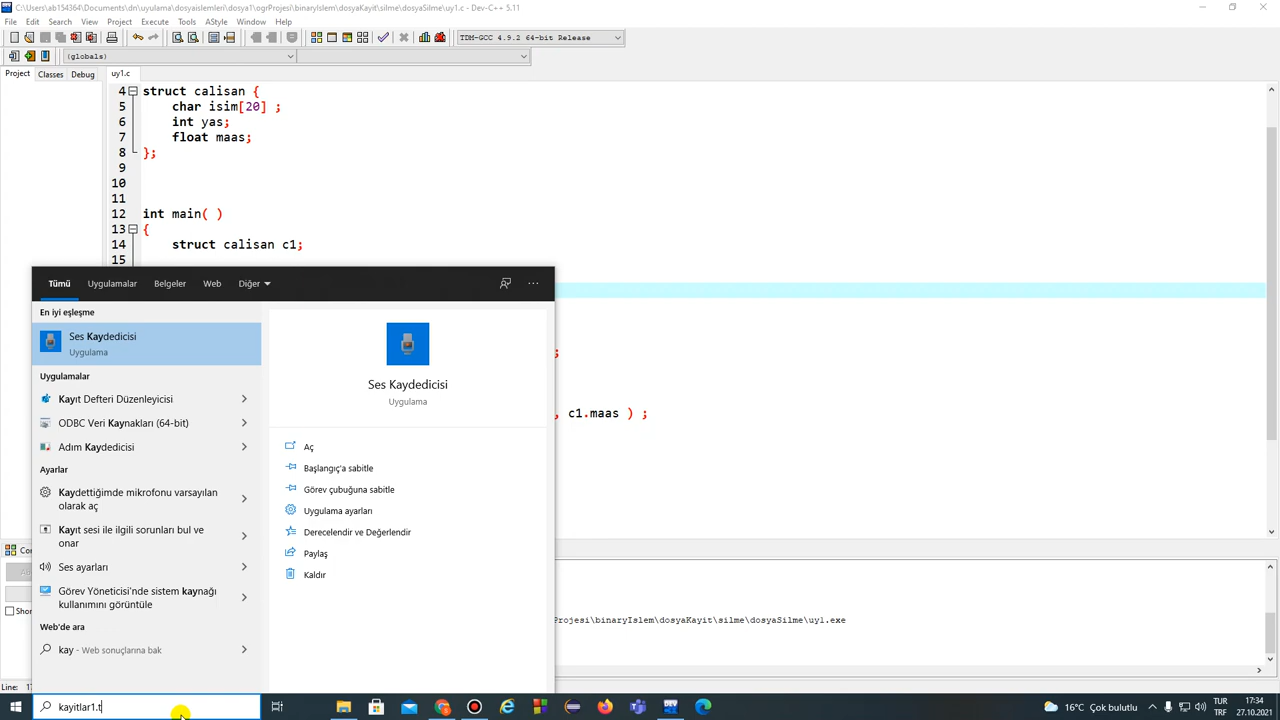 C:\Users\ab154364\Documents\dn\uyulama\dosyaislemleri\dosya1\ogrProjesi\binaryIslem\dosyaKayit\silme\dosyaSilme\uy1.c - Dev-C++ 5.11
File Edit Search View Project Execute Tools AStyle Window Help
TDM-GCC 4.9.2 64-bit Release
(globals)
Project Classes Debug
uy1.c
4 struct calisan {
5 char isim[20] ;
6 int yas;
7 float maas;
8 };
9
10
11
12 int main( )
13 {
14 struct calisan c1;
15
;
, c1.maas ) ;
Tümü Uygulamalar Belgeler Web Diğer
En iyi eşleşme
Ses Kaydedicisi
Uygulama
Uygulamalar
Kayıt Defteri Düzenleyicisi
ODBC Veri Kaynakları (64-bit)
Adım Kaydedicisi
Ayarlar
Kaydettiğimde mikrofonu varsayılan
olarak aç
Kayıt sesi ile ilgili sorunları bul ve
onar
Ses ayarları
Görev Yöneticisi'nde sistem kaynağı
kullanımını görüntüle
Web'de ara
kay - Web sonuçlarına bak
Ses Kaydedicisi
Uygulama
Aç
Başlangıç'a sabitle
Görev çubuğuna sabitle
Uygulama ayarları
Derecelendir ve Değerlendir
Paylaş
Kaldır
Shor
rojesi\binaryIslem\dosyaKayit\silme\dosyaSilme\uy1.exe
Line: 17
kayitlar1.t
16°C Çok bulutlu
TUR
TRF
17:34
27.10.2021